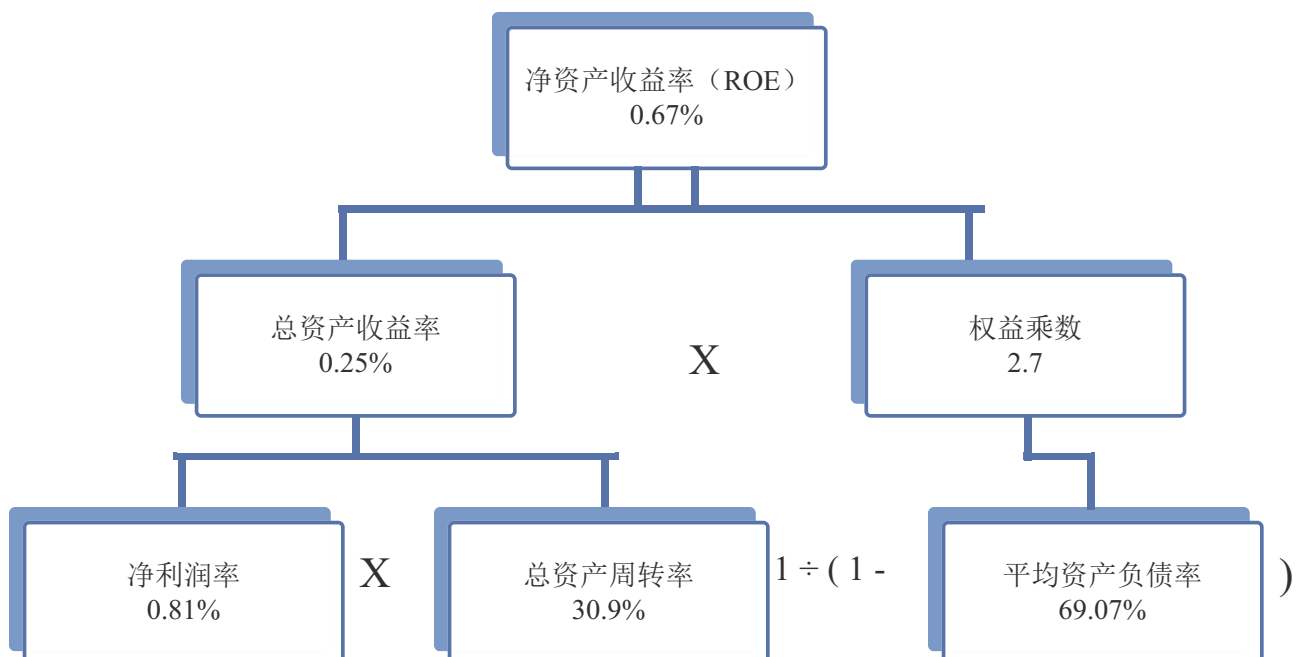 净资产收益率（ROE）
0.67%
总资产收益率
0.25%
X
权益乘数
2.7
净利润率
0.81%
X
总资产周转率
30.9%
1 ÷ ( 1 -
平均资产负债率
69.07%
)